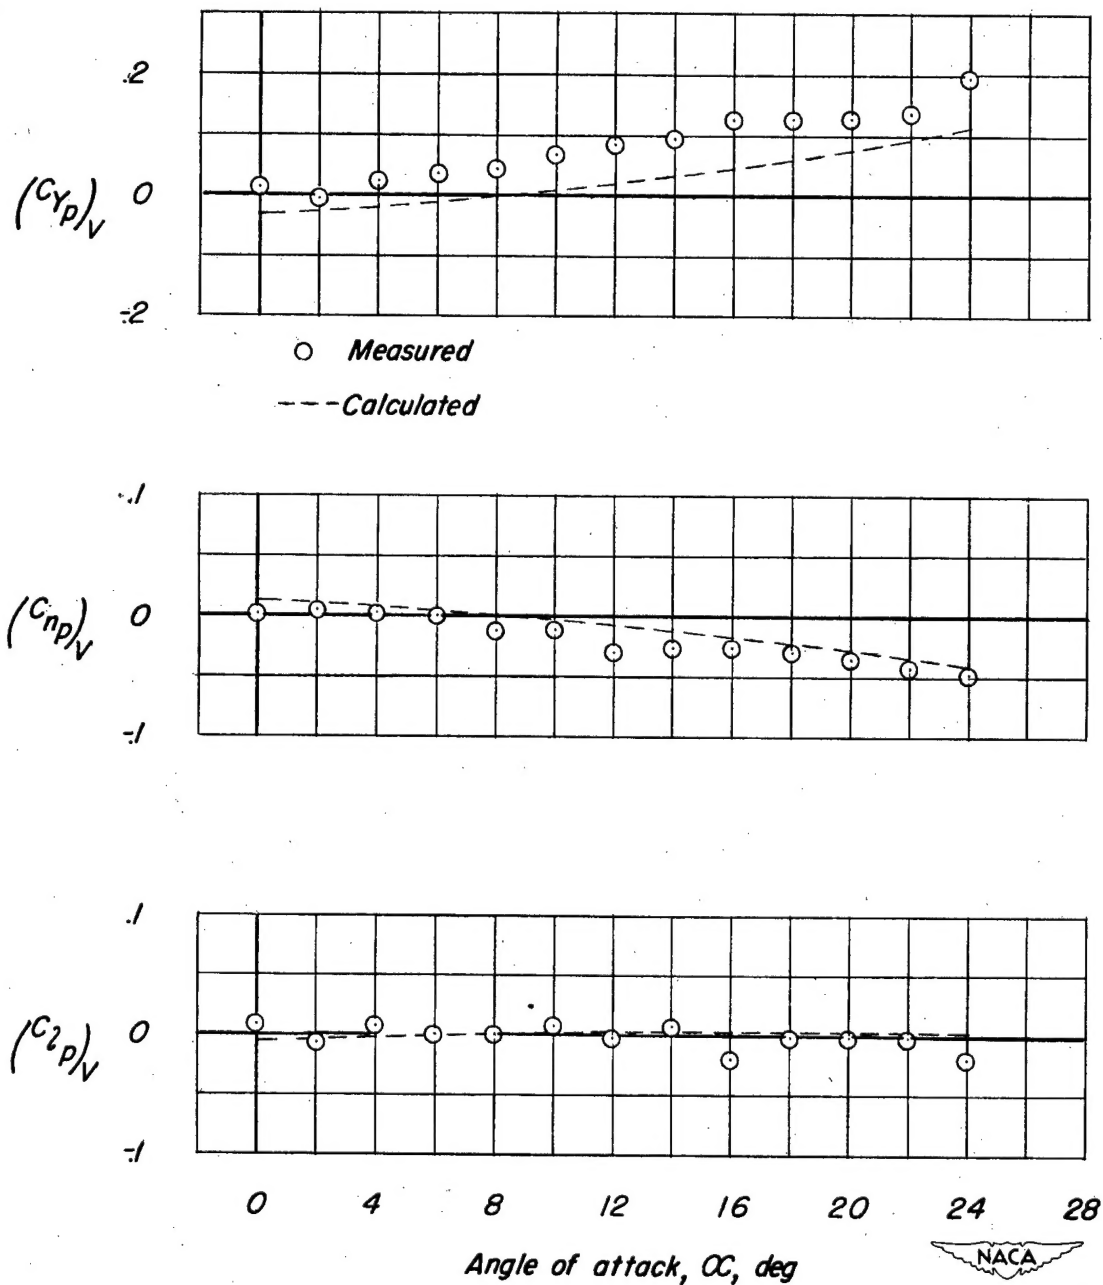 .2
(CYp)V 0
-.2
Measured
Calculated
.1
(Cnp)V 0
-.1
.1
(Clp)V 0
-.1
0 4 8 12 16 20 24 28
Angle of attack, α, deg
NACA